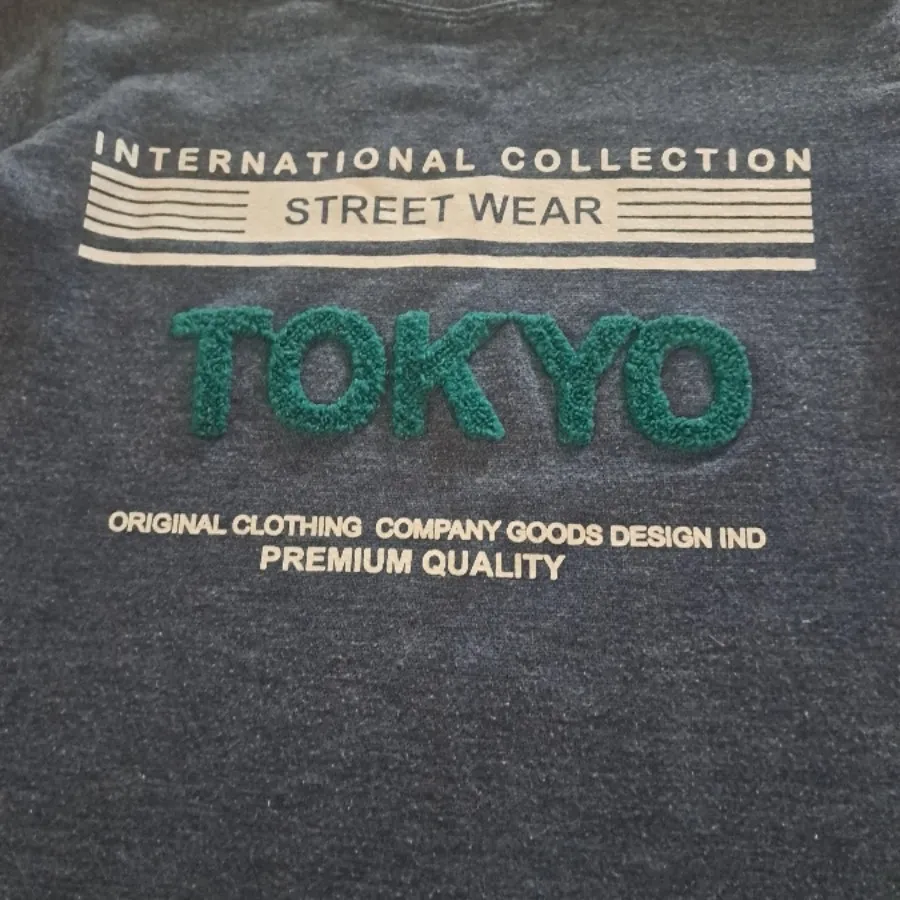 INTERNATIONAL COLLECTION
STREET WEAR
TOKYO
ORIGINAL CLOTHING COMPANY GOODS DESIGN IND
PREMIUM QUALITY